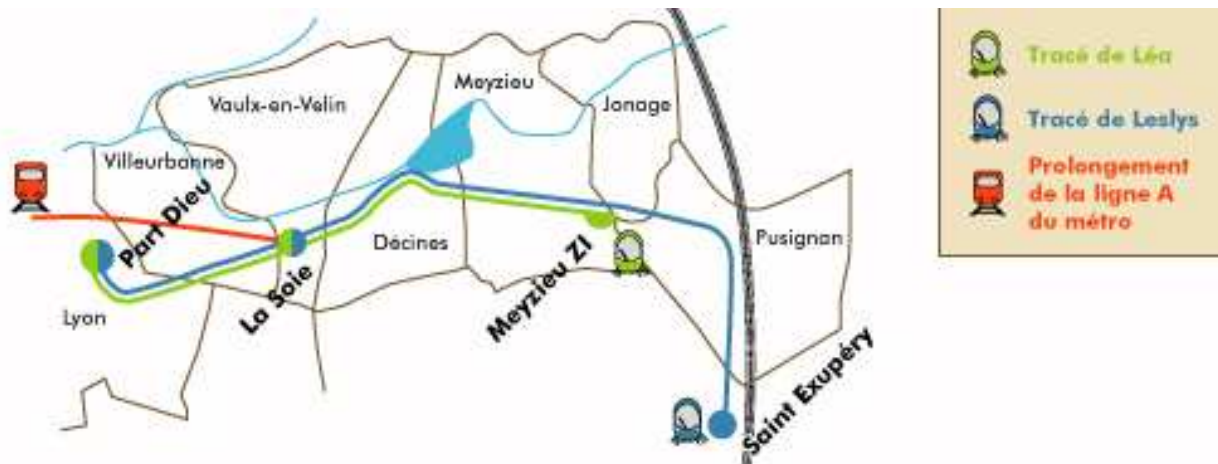 Meyzieu
Vaulx-en-Velin
Jonage
Villeurbanne
Part Dieu
Décines
Pusignan
La Soie
Meyzieu ZI
Lyon
Saint Exupéry
Tracé de Léa
Tracé de Leslys
Prolongement
de la ligne A
du métro